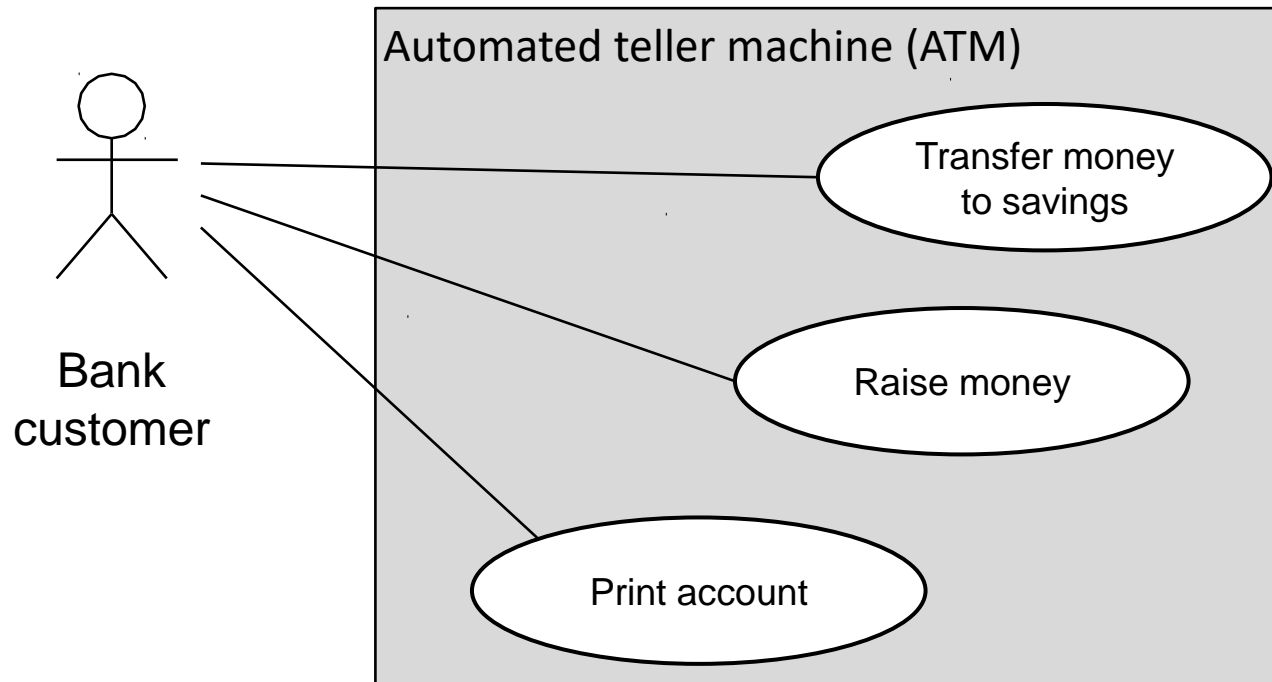 Automated teller machine (ATM)
Transfer money
to savings
Bank
customer
Raise money
Print account